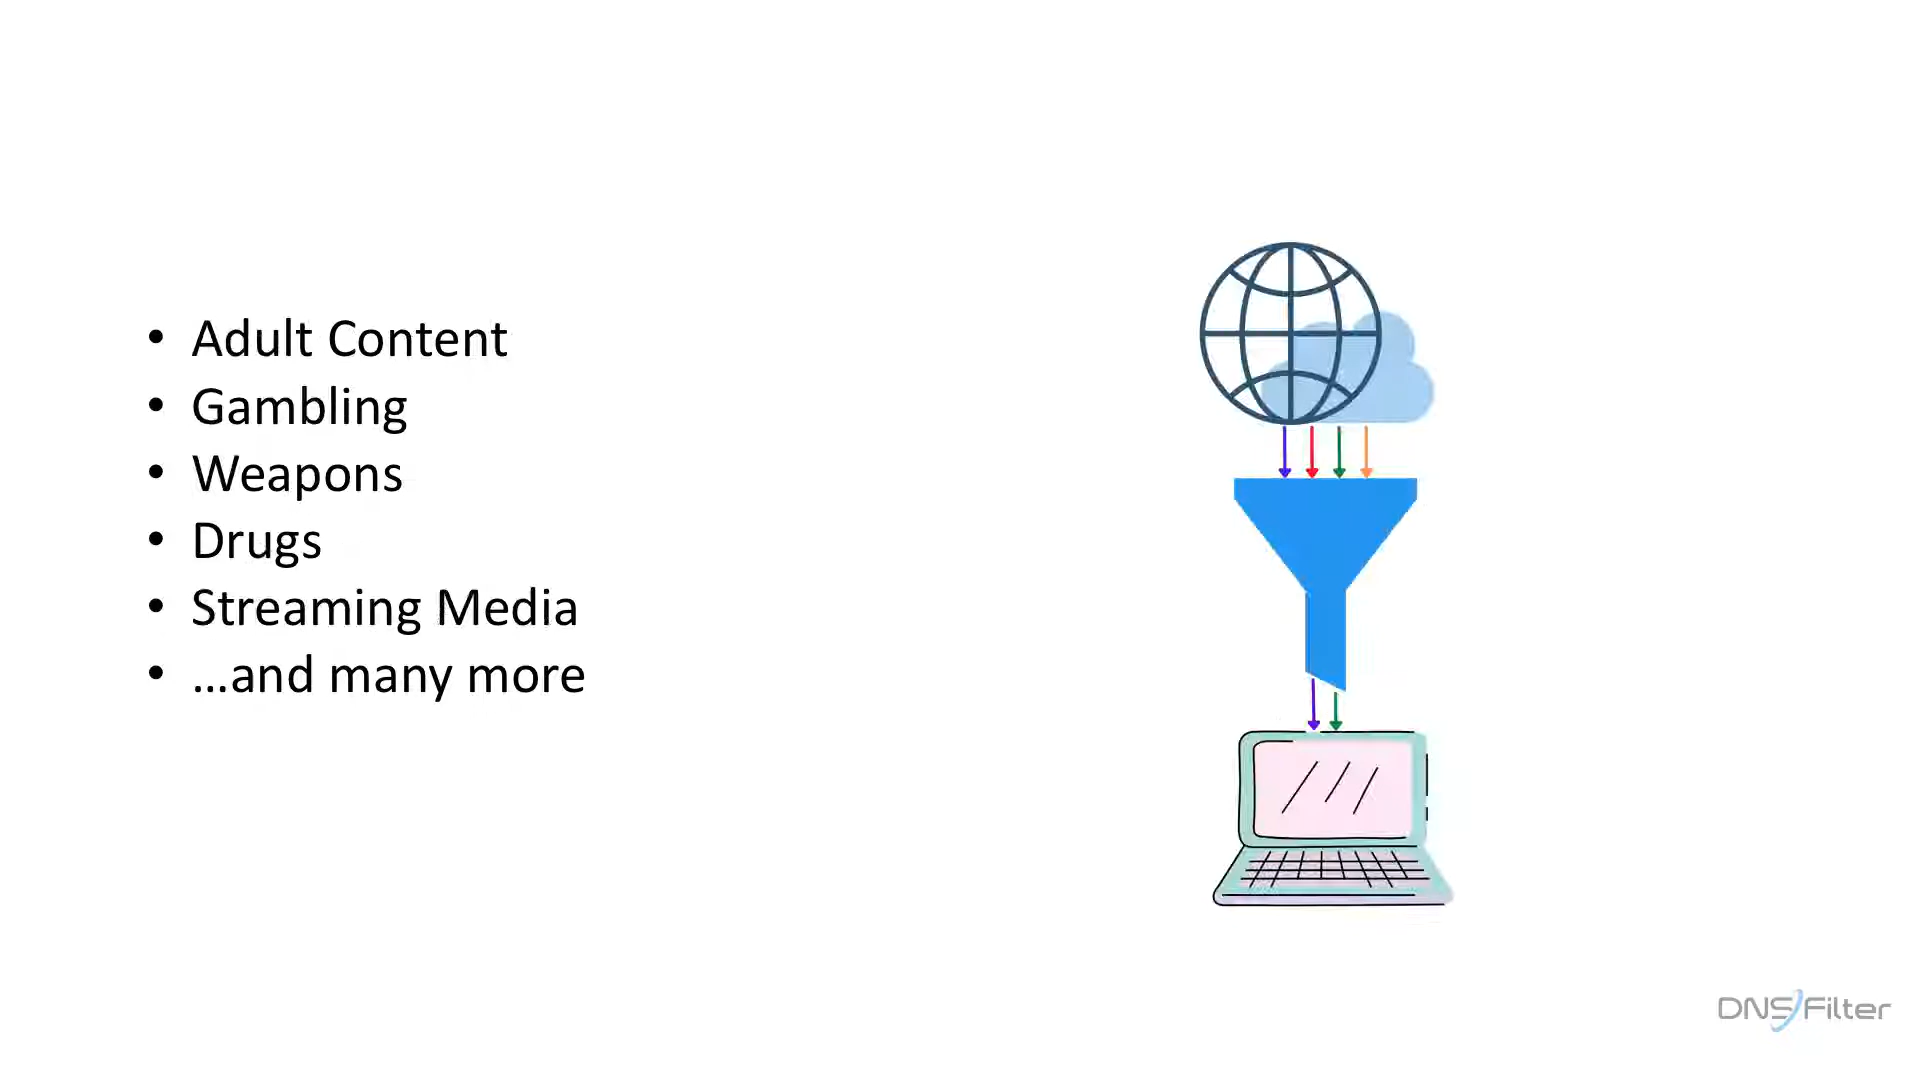 • Adult Content
• Gambling
• Weapons
• Drugs
• Streaming Media
• ...and many more
DNSFilter